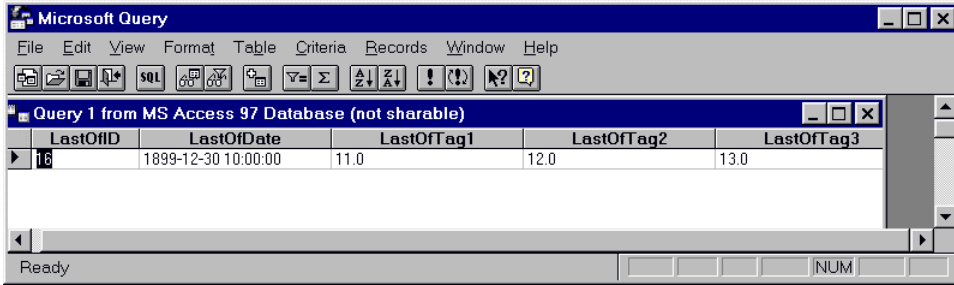 Microsoft Query
File Edit View Format Table Criteria Records Window Help
SQL
Query 1 from MS Access 97 Database (not sharable)
LastOfID LastOfDate LastOfTag1 LastOfTag2 LastOfTag3
16 1899-12-30 10:00:00 11.0 12.0 13.0
Ready NUM